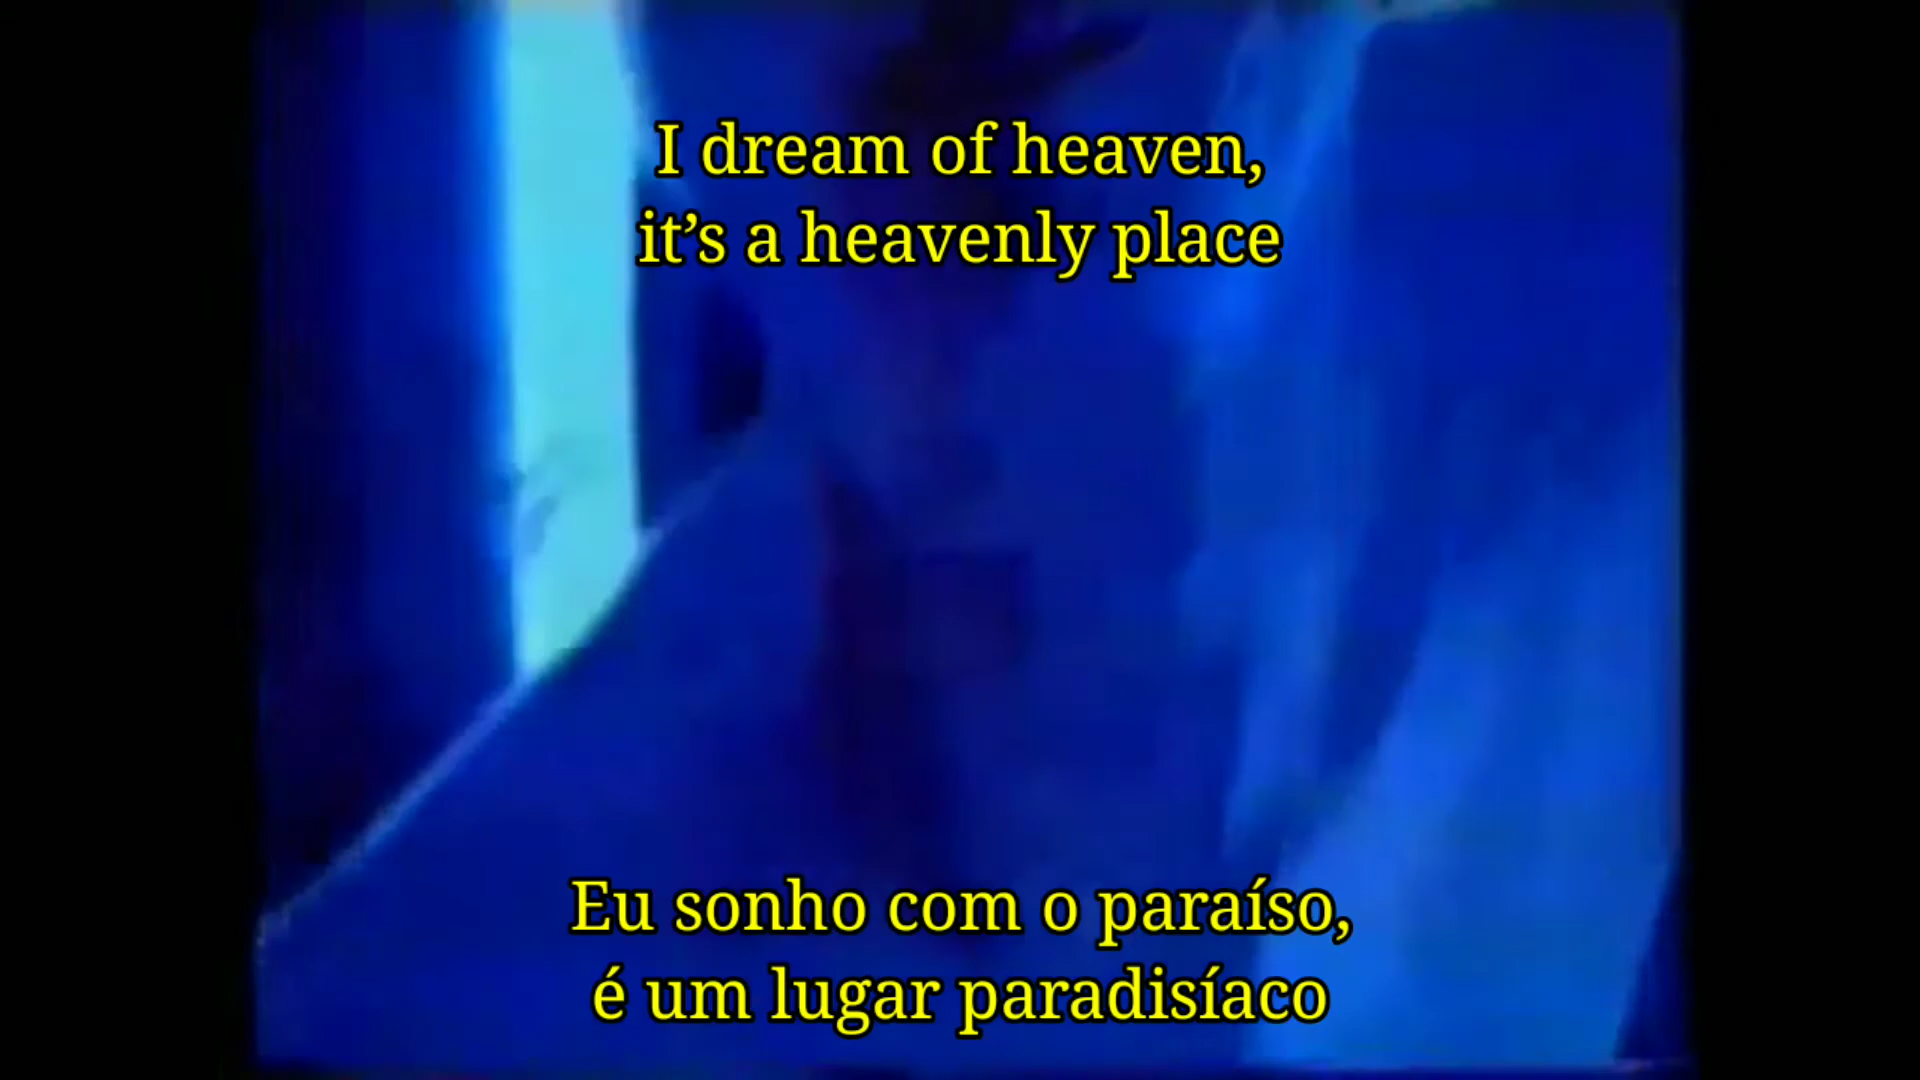 I dream of heaven,
it’s a heavenly place
Eu sonho com o paraíso,
é um lugar paradisíaco